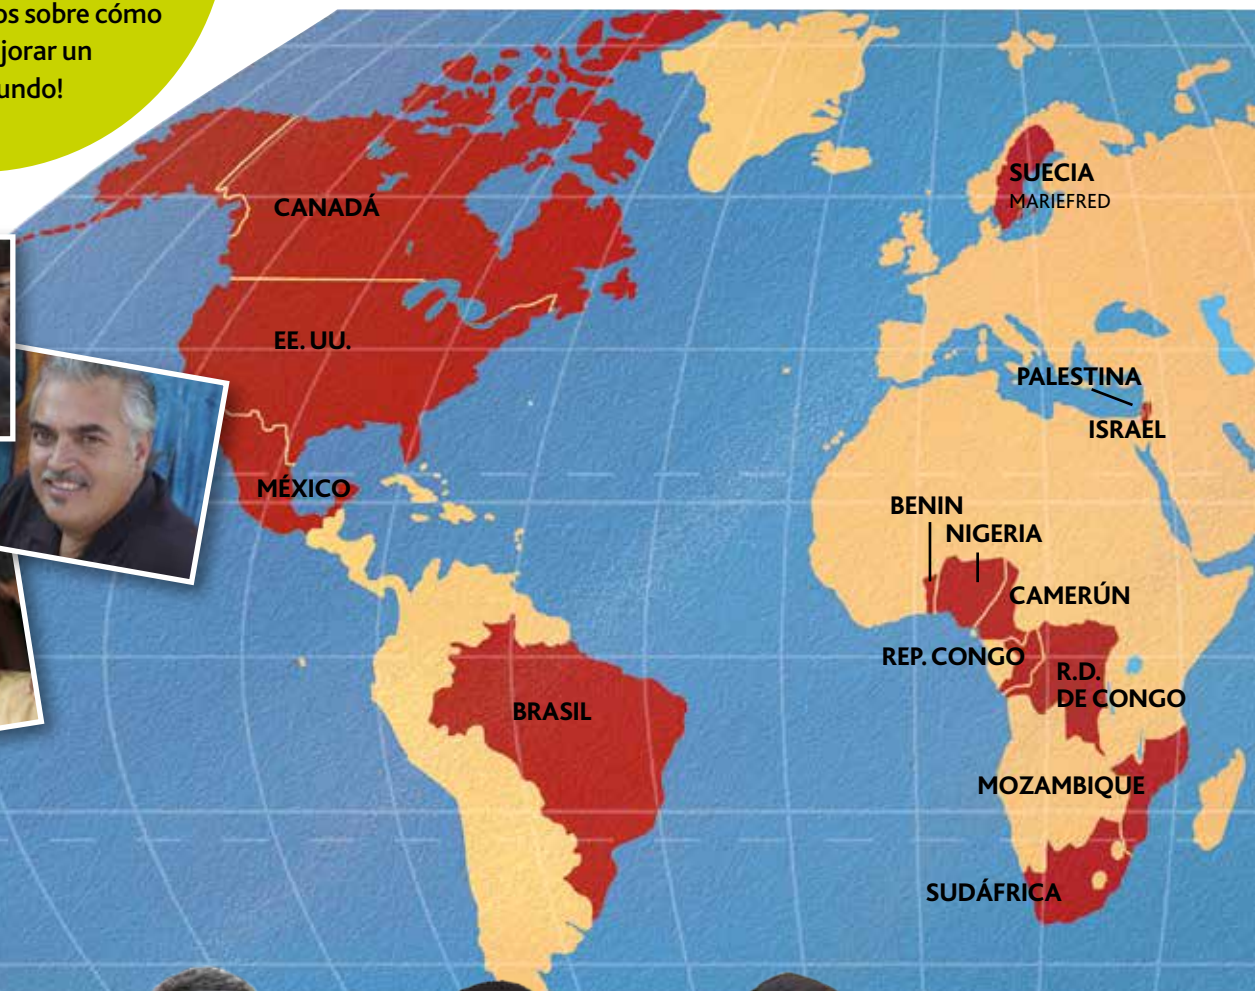 os sobre cómo
jorar un
undo!
CANADÁ
SUECIA
MARIEFRED
EE. UU.
PALESTINA
ISRAEL
MÉXICO
BENIN
NIGERIA
CAMERÚN
REP. CONGO
R.D.
DE CONGO
BRASIL
MOZAMBIQUE
SUDÁFRICA